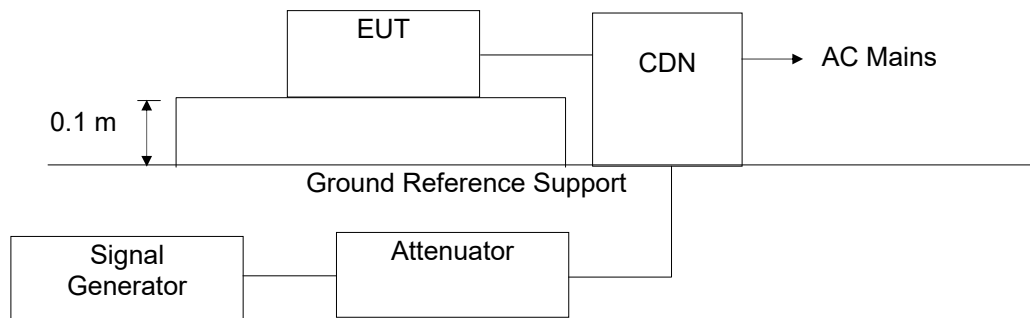 EUT
CDN
AC Mains
0.1 m
Ground Reference Support
Signal
Generator
Attenuator